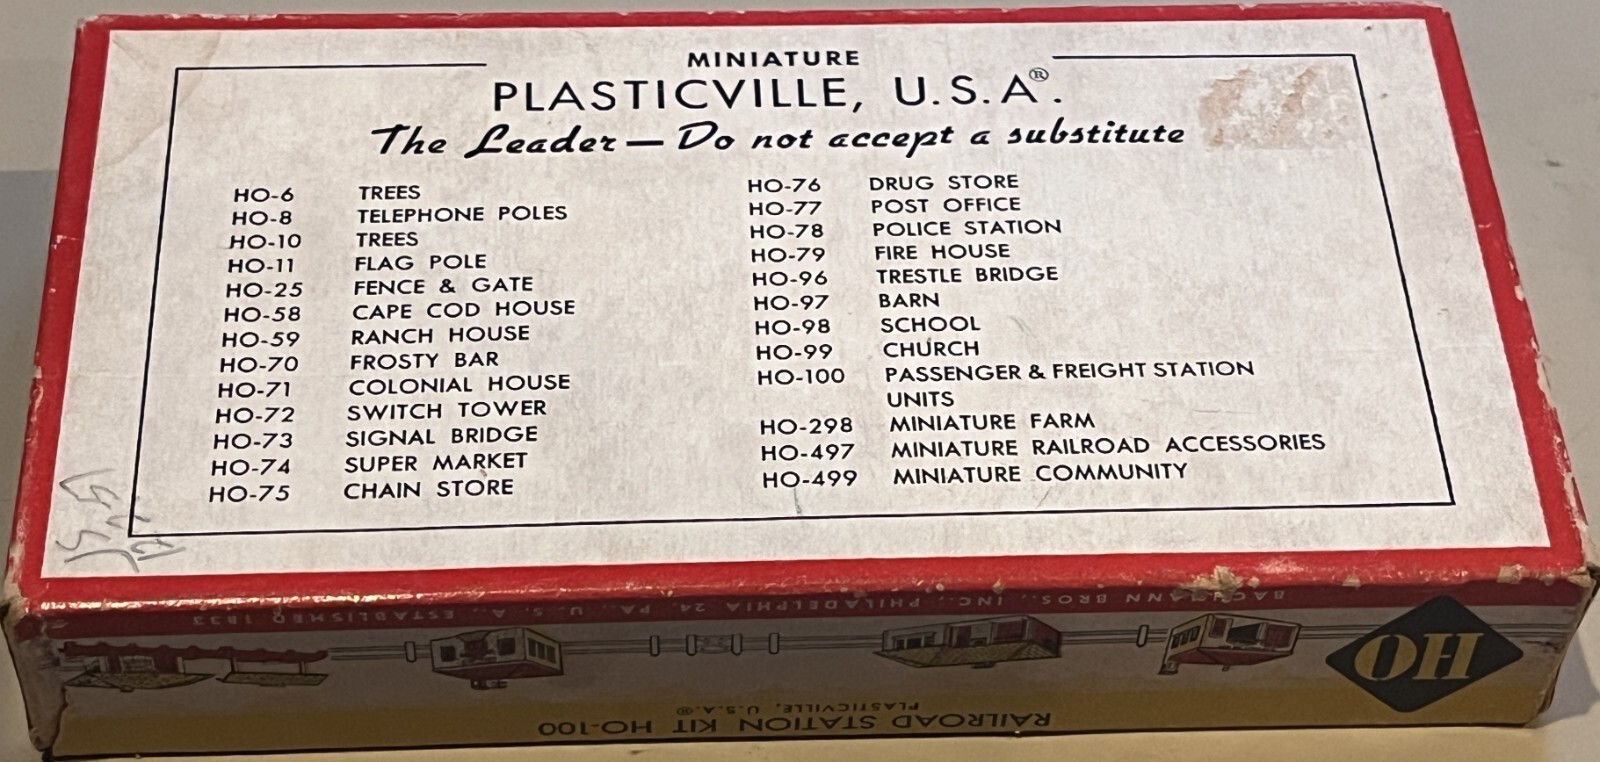 MINIATURE
PLASTICVILLE, U.S.A®.
The Leader — Do not accept a substitute
HO-6 TREES
HO-8 TELEPHONE POLES
HO-10 TREES
HO-11 FLAG POLE
HO-25 FENCE & GATE
HO-58 CAPE COD HOUSE
HO-59 RANCH HOUSE
HO-70 FROSTY BAR
HO-71 COLONIAL HOUSE
HO-72 SWITCH TOWER
HO-73 SIGNAL BRIDGE
HO-74 SUPER MARKET
HO-75 CHAIN STORE
HO-76 DRUG STORE
HO-77 POST OFFICE
HO-78 POLICE STATION
HO-79 FIRE HOUSE
HO-96 TRESTLE BRIDGE
HO-97 BARN
HO-98 SCHOOL
HO-99 CHURCH
HO-100 PASSENGER & FREIGHT STATION
UNITS
HO-298 MINIATURE FARM
HO-497 MINIATURE RAILROAD ACCESSORIES
HO-499 MINIATURE COMMUNITY
RAILROAD STATION KIT HO-100
PLASTICVILLE, U.S.A.®
HO
BACHMANN BROS., INC., PHILADELPHIA 24, PA., U. S. A., ESTABLISHED 1833